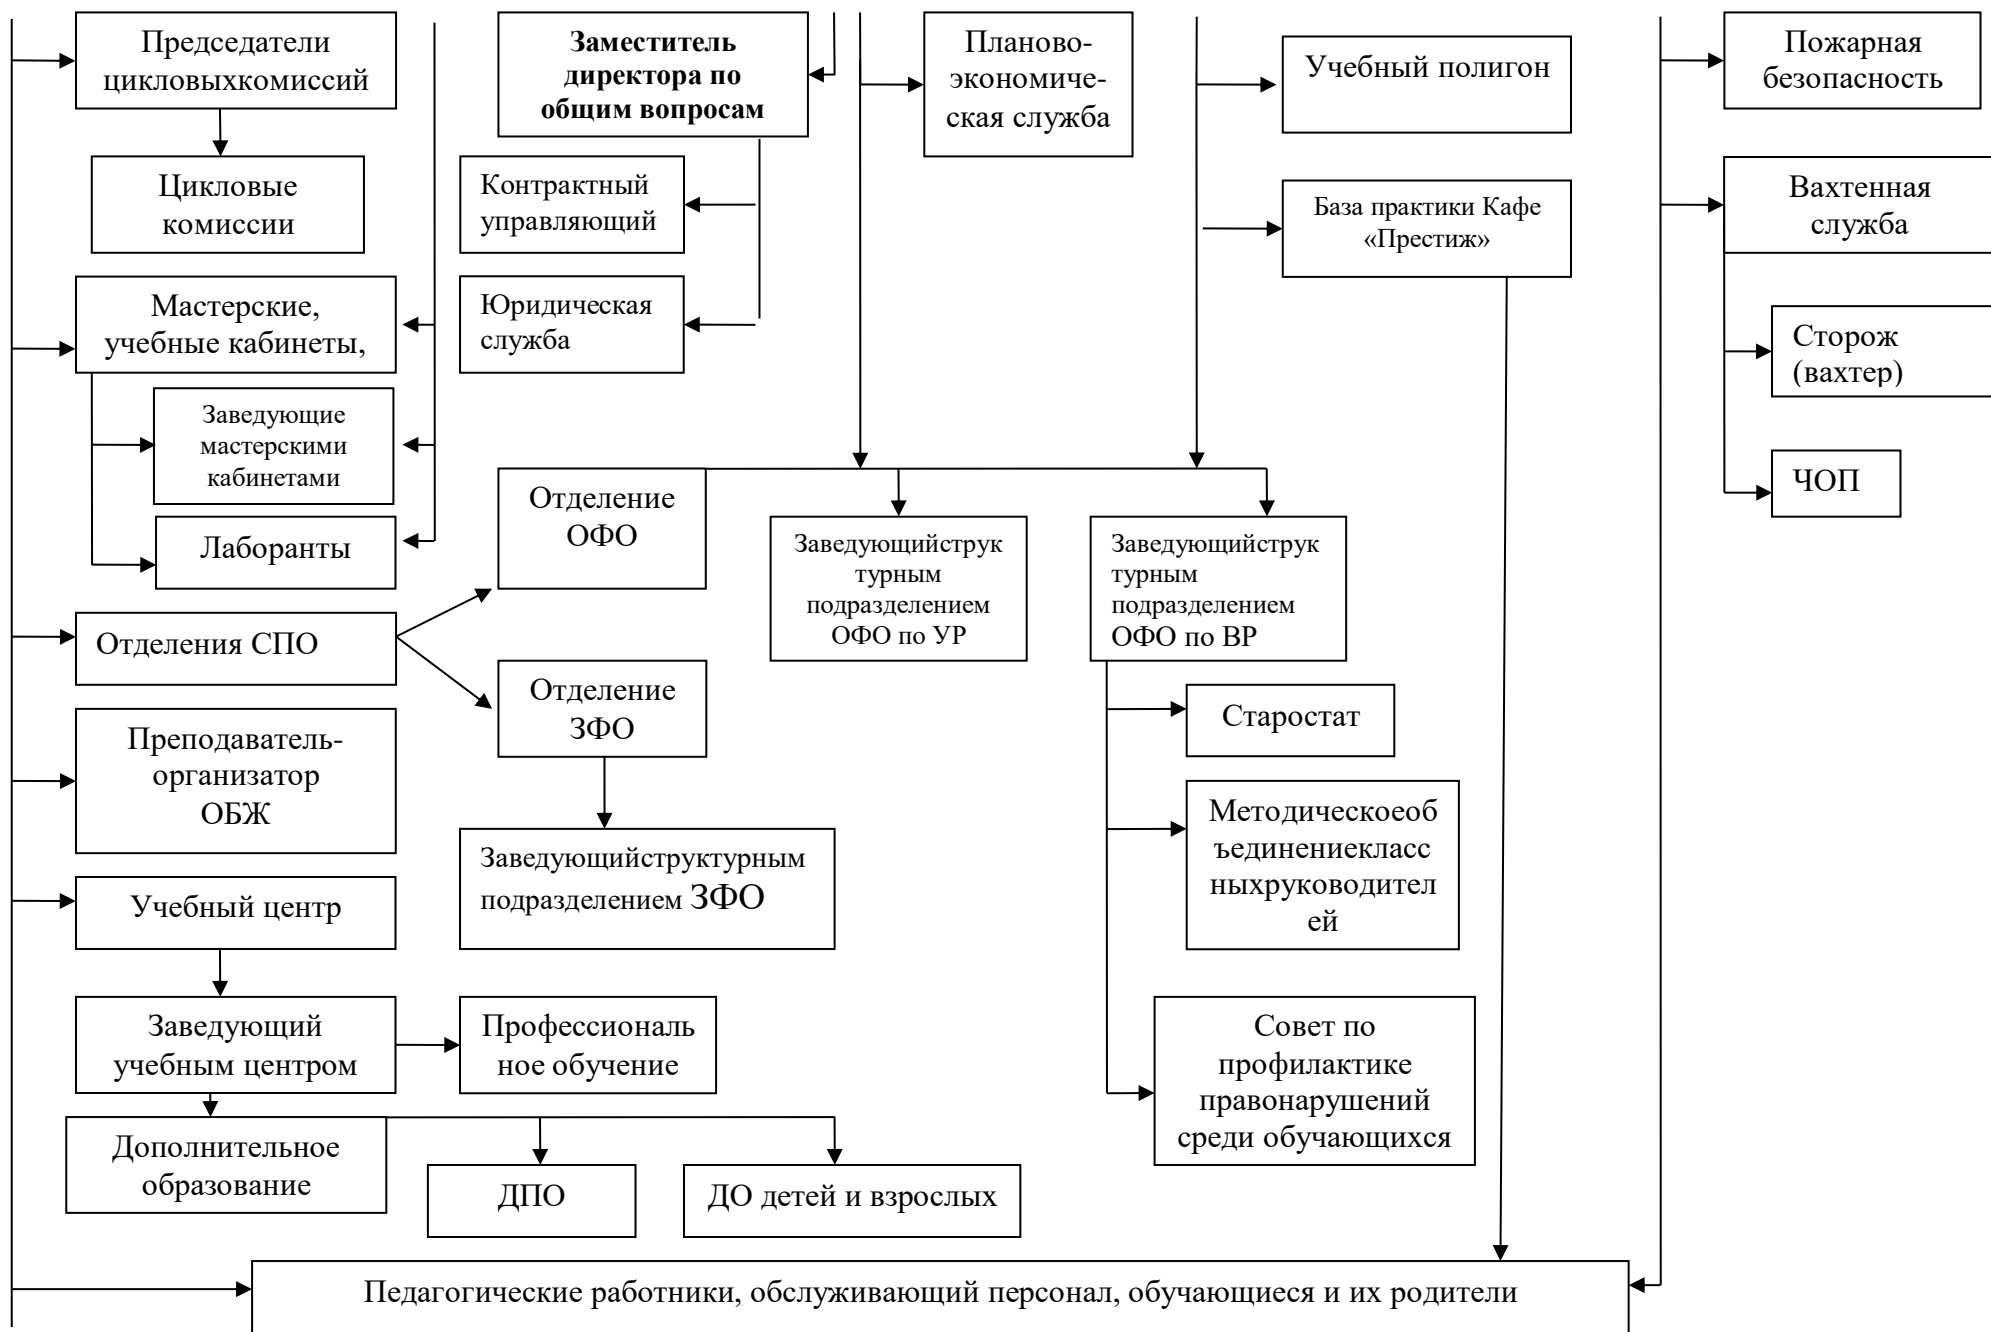 Председатели
цикловыхкомиссий
Заместитель
директора по
общим вопросам
Планово-
экономиче-
ская служба
Учебный полигон
Пожарная
безопасность
Цикловые
комиссии
Контрактный
управляющий
База практики Кафе
«Престиж»
Вахтенная
служба
Мастерские,
учебные кабинеты,
Юридическая
служба
Сторож
(вахтер)
Заведующие
мастерскими
кабинетами
Отделение
ОФО
ЧОП
Лаборанты
Заведующийструк
турным
подразделением
ОФО по УР
Заведующийструк
турным
подразделением
ОФО по ВР
Отделения СПО
Отделение
ЗФО
Старостат
Преподаватель-
организатор
ОБЖ
Методическоеоб
ъединениекласс
ныхруководител
ей
Заведующийструктурным
подразделением ЗФО
Учебный центр
Заведующий
учебным центром
Профессиональ
ное обучение
Совет по
профилактике
правонарушений
среди обучающихся
Дополнительное
образование
ДПО
ДО детей и взрослых
Педагогические работники, обслуживающий персонал, обучающиеся и их родители